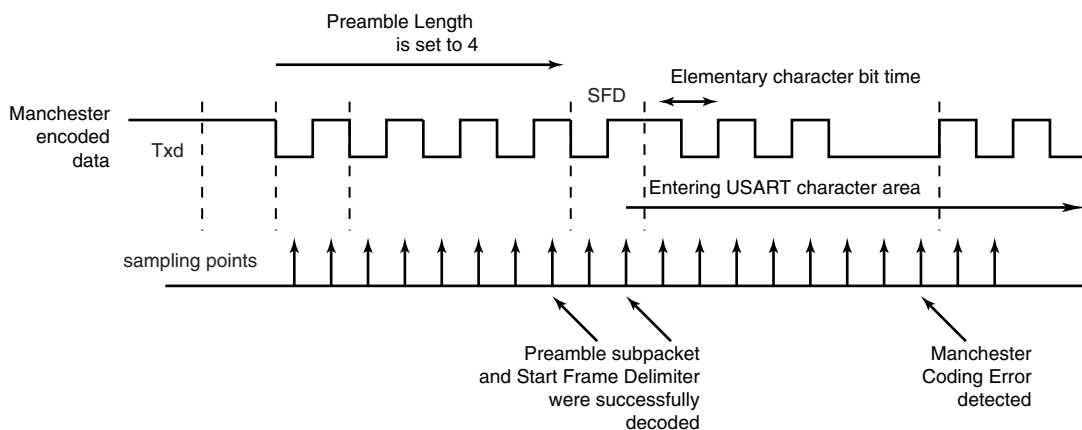 Preamble Length
is set to 4
Elementary character bit time
SFD
Manchester
encoded
data
Txd
Entering USART character area
sampling points
Preamble subpacket
and Start Frame Delimiter
were successfully
decoded
Manchester
Coding Error
detected